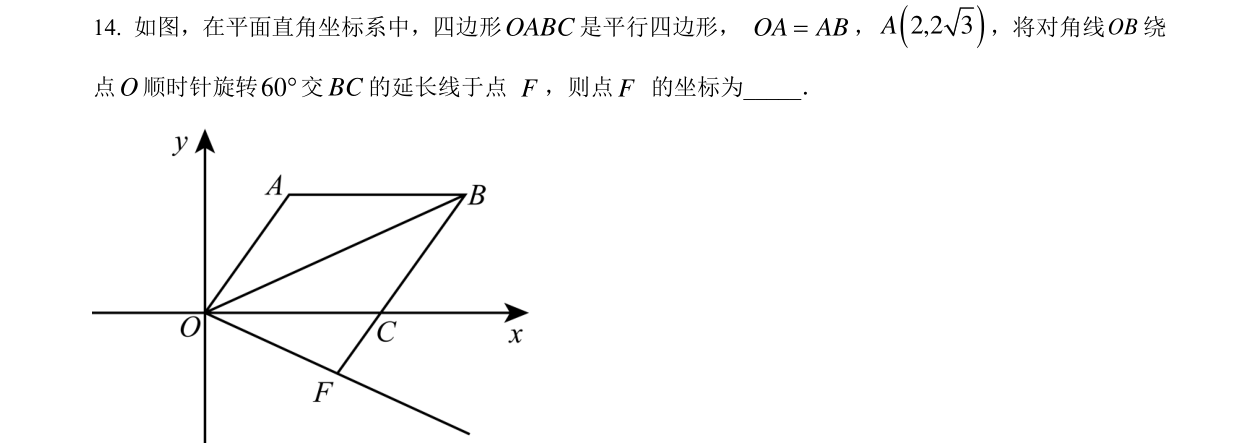 14. 如图，在平面直角坐标系中，四边形OABC是平行四边形， OA = AB，A(2,2√3)，将对角线OB绕
点O顺时针旋转60°交BC的延长线于点 F，则点F 的坐标为_____.
y
A
B
O
C
x
F